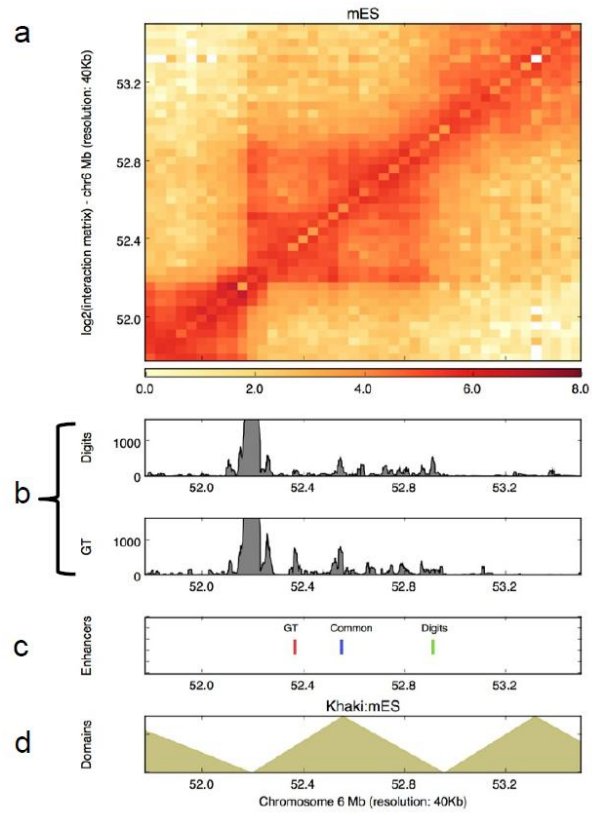 a
mES
log2(interaction matrix) - chr6 Mb (resolution: 40Kb)
53.2
52.8
52.4
52.0
0.0 2.0 4.0 6.0 8.0
b
Digits
1000
0
52.0 52.4 52.8 53.2
GT
1000
0
52.0 52.4 52.8 53.2
c
Enhancers
GT Common Digits
52.0 52.4 52.8 53.2
Khaki:mES
d
Domains
52.0 52.4 52.8 53.2
Chromosome 6 Mb (resolution: 40Kb)